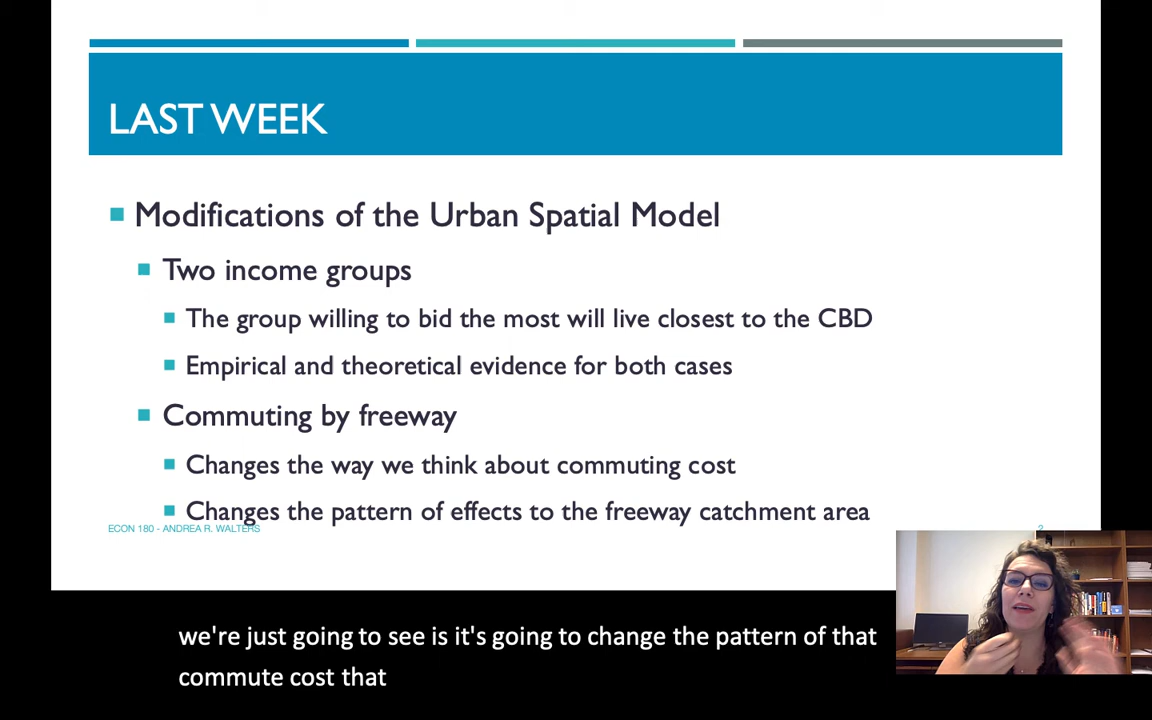 LAST WEEK
Modifications of the Urban Spatial Model
Two income groups
The group willing to bid the most will live closest to the CBD
Empirical and theoretical evidence for both cases
Commuting by freeway
Changes the way we think about commuting cost
Changes the pattern of effects to the freeway catchment area
ECON 180 - ANDREA R. WALTERS
2
we're just going to see is it's going to change the pattern of that
commute cost that